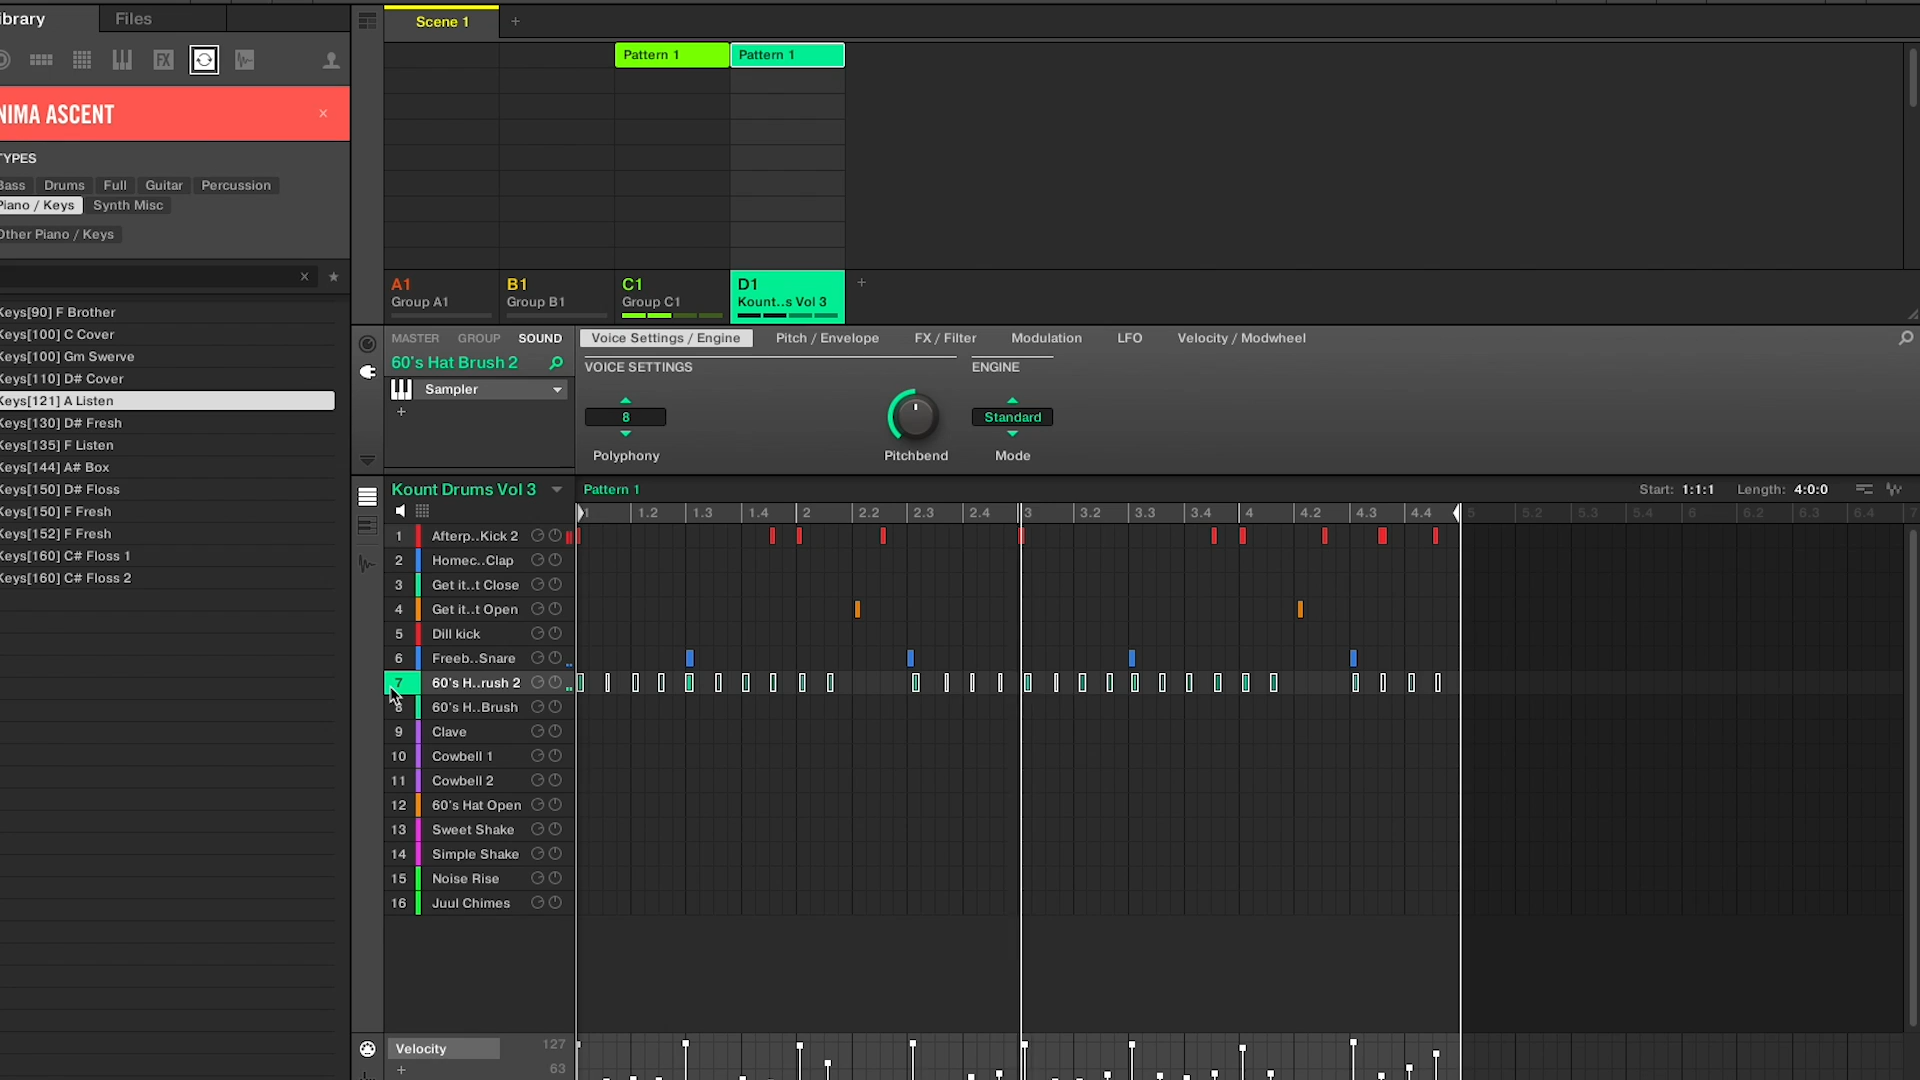 ibrary Files
Scene 1 +
Pattern 1 Pattern 1
FX
NIMA ASCENT ×
TYPES
Bass Drums Full Guitar Percussion
Piano / Keys Synth Misc
Other Piano / Keys
Keys[90] F Brother
Keys[100] C Cover
Keys[100] Gm Swerve
Keys[110] D# Cover
Keys[121] A Listen
Keys[130] D# Fresh
Keys[135] F Listen
Keys[144] A# Box
Keys[150] D# Floss
Keys[150] F Fresh
Keys[152] F Fresh
Keys[160] C# Floss 1
Keys[160] C# Floss 2
A1 B1 C1 D1 +
Group A1 Group B1 Group C1 Kount..s Vol 3
MASTER GROUP SOUND
Voice Settings / Engine Pitch / Envelope FX / Filter Modulation LFO Velocity / Modwheel
60's Hat Brush 2
Sampler
+
VOICE SETTINGS ENGINE
8 Standard
Polyphony Pitchbend Mode
Kount Drums Vol 3 Pattern 1 Start: 1:1:1 Length: 4:0:0
1 1.2 1.3 1.4 2 2.2 2.3 2.4 3 3.2 3.3 3.4 4 4.2 4.3 4.4 5 5.2 5.3 5.4 6 6.2 6.3 6.4 7
1 Afterp..Kick 2
2 Homec..Clap
3 Get it..t Close
4 Get it..t Open
5 Dill kick
6 Freeb..Snare
7 60's H..rush 2
8 60's H..Brush
9 Clave
10 Cowbell 1
11 Cowbell 2
12 60's Hat Open
13 Sweet Shake
14 Simple Shake
15 Noise Rise
16 Juul Chimes
Velocity 127
+ 63